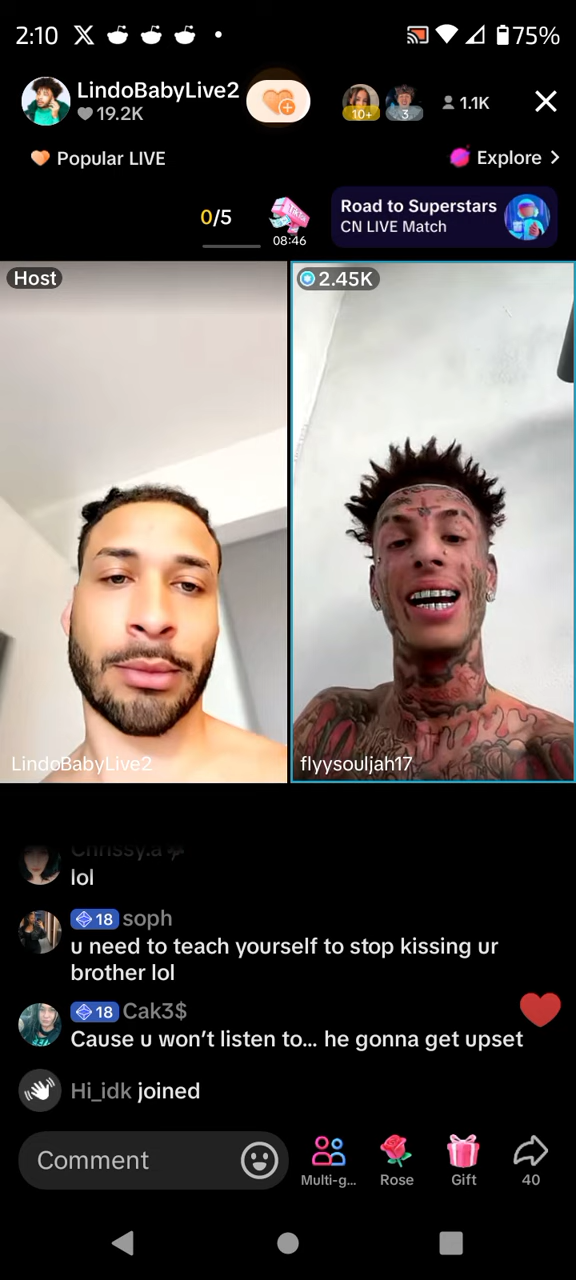 2:10
75%
LindoBabyLive2
19.2K
10+
3
1.1K
Popular LIVE
Explore >
0/5
TikTok
08:46
Road to Superstars
CN LIVE Match
Host
2.45K
LindoBabyLive2
flyysouljah17
Chrissy.a
lol
18 soph
u need to teach yourself to stop kissing ur
brother lol
18 Cak3$
Cause u won't listen to... he gonna get upset
Hi_idk joined
Comment
Multi-g...
Rose
Gift
40